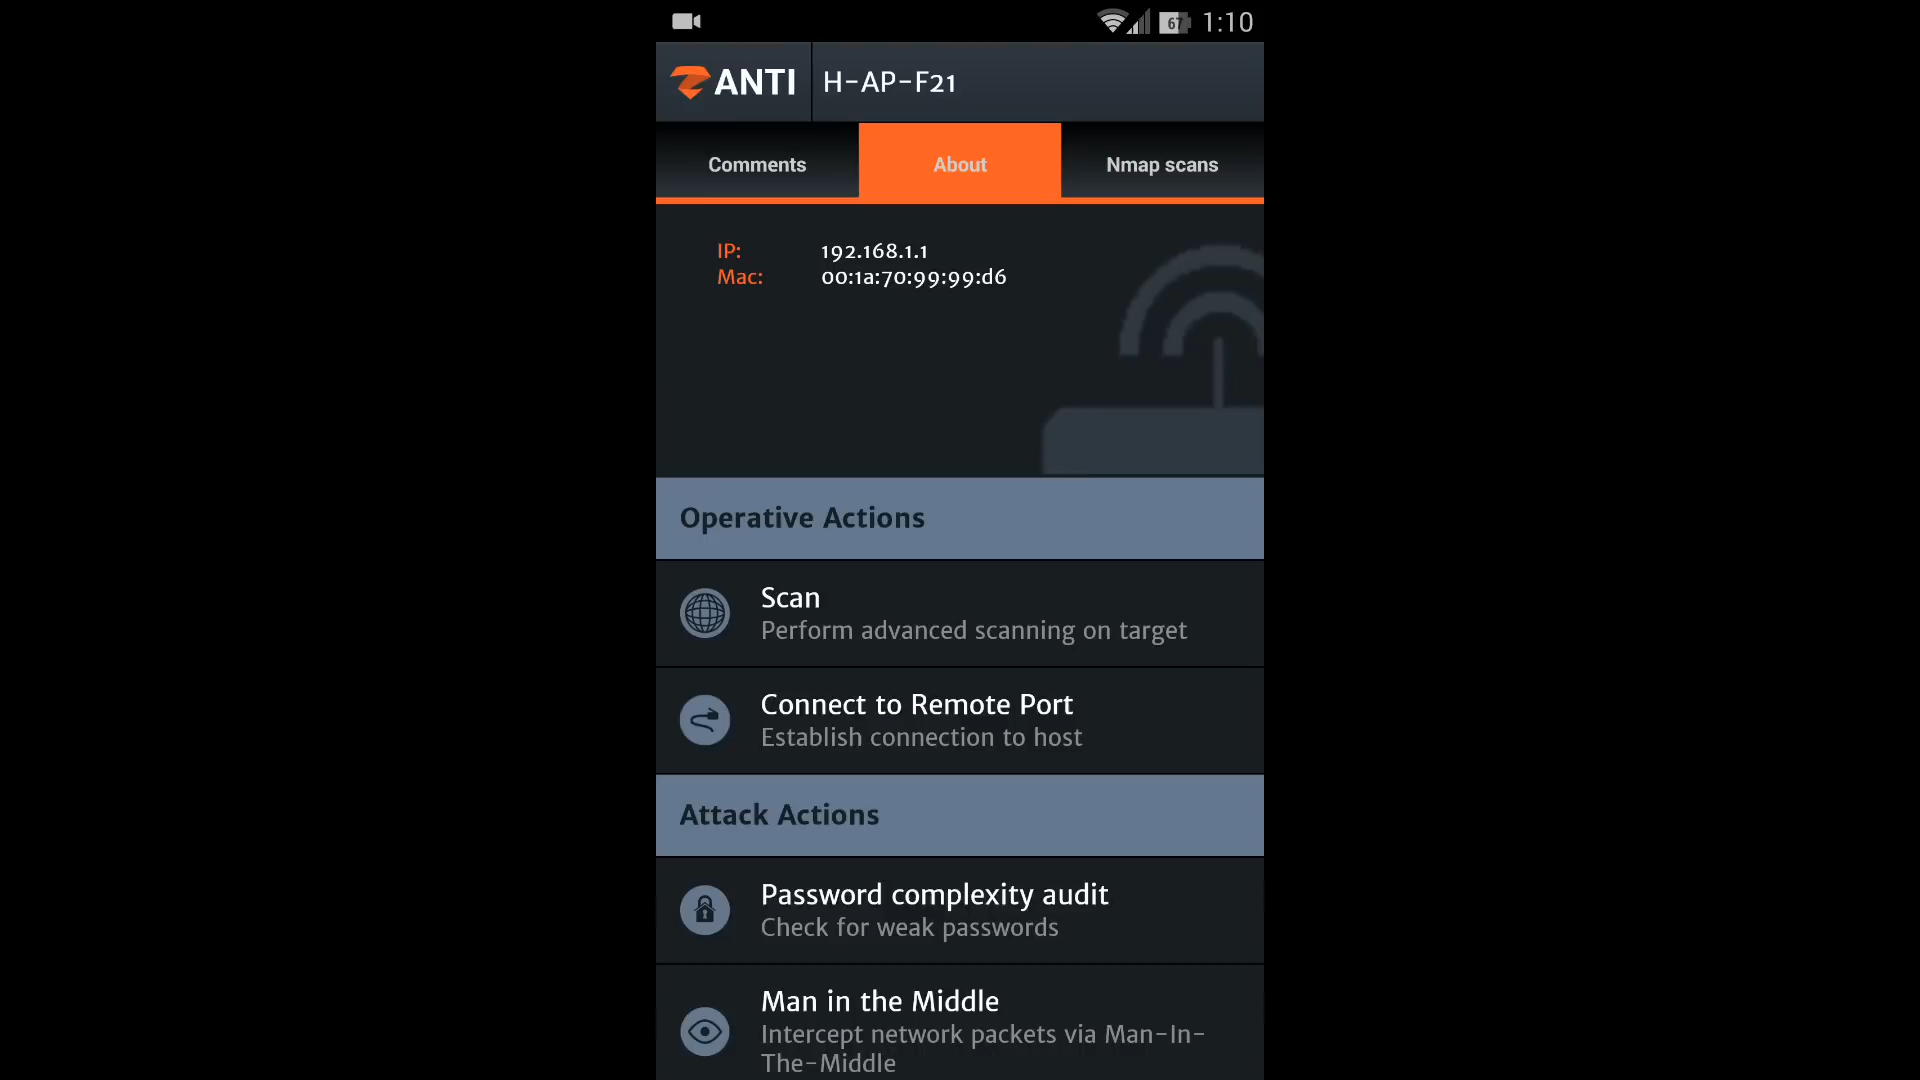 67 1:10
ZANTI H-AP-F21
Comments About Nmap scans
IP: 192.168.1.1
Mac: 00:1a:70:99:99:d6
Operative Actions
Scan
Perform advanced scanning on target
Connect to Remote Port
Establish connection to host
Attack Actions
Password complexity audit
Check for weak passwords
Man in the Middle
Intercept network packets via Man-In-
The-Middle